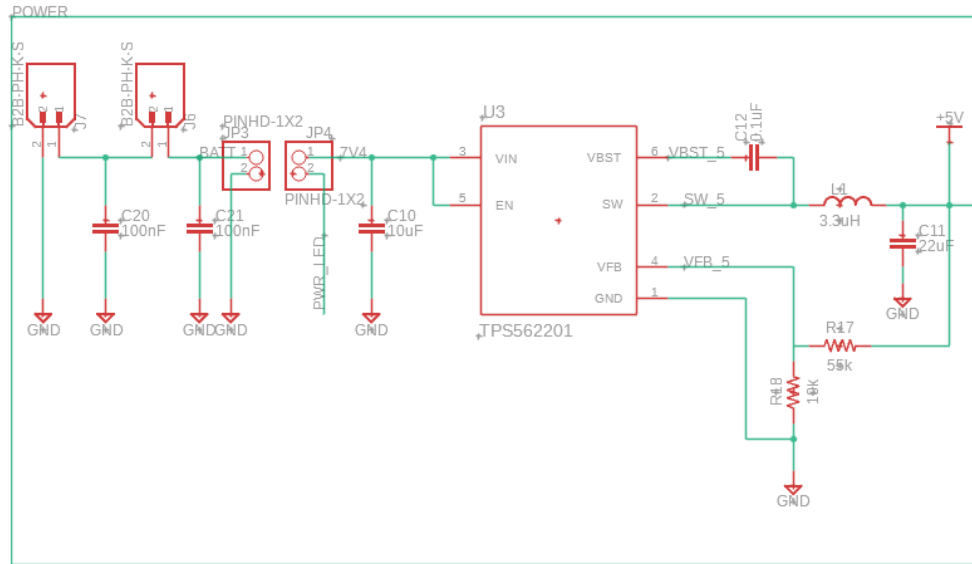 POWER
B2B-PH-K-S
2
1
2
1
J7
B2B-PH-K-S
2
1
2
1
J6
C20
100nF
C21
100nF
BATT
PINHD-1X2
JP3
1
2
JP4
1
2
PINHD-1X2
7V4
PWR_LED
C10
10uF
U3
3
VIN
5
EN
VBST
6
SW
2
VFB
4
GND
1
TPS562201
VBST_5
SW_5
VFB_5
C12
0.1uF
L1
3.3uH
+5V
C11
22uF
GND
R17
55k
R18
10k
GND
GND
GND
GND
GND
GND